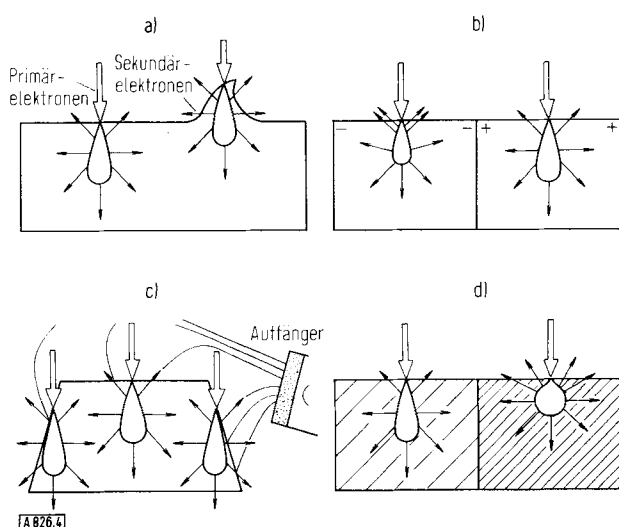 a)
b)
Primär-
elektronen
Sekundär-
elektronen
–
–
+
+
c)
d)
Auffänger
A 826.4